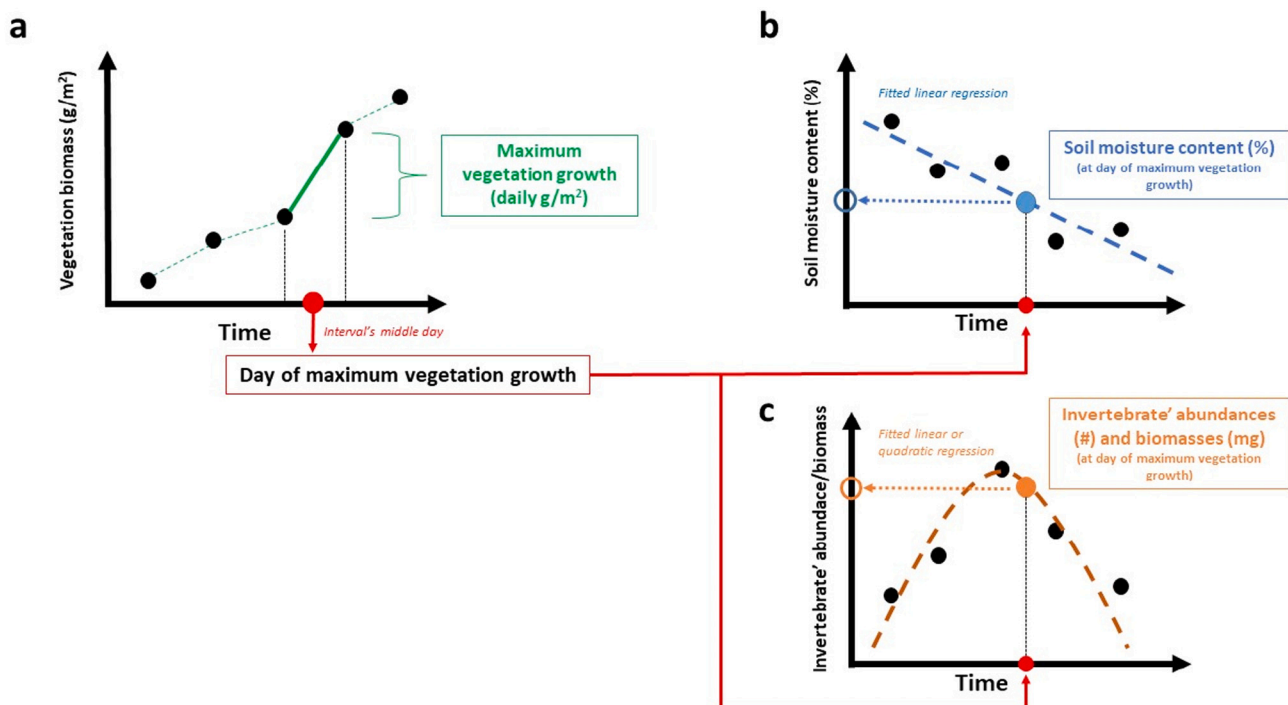 a
Vegetation biomass (g/m²)
Maximum
vegetation growth
(daily g/m²)
Time
Interval's middle day
Day of maximum vegetation growth
b
Soil moisture content (%)
Fitted linear regression
Soil moisture content (%)
(at day of maximum vegetation
growth)
Time
c
Invertebrate' abundace/biomass
Fitted linear or
quadratic regression
Invertebrate' abundances
(#) and biomasses (mg)
(at day of maximum vegetation
growth)
Time